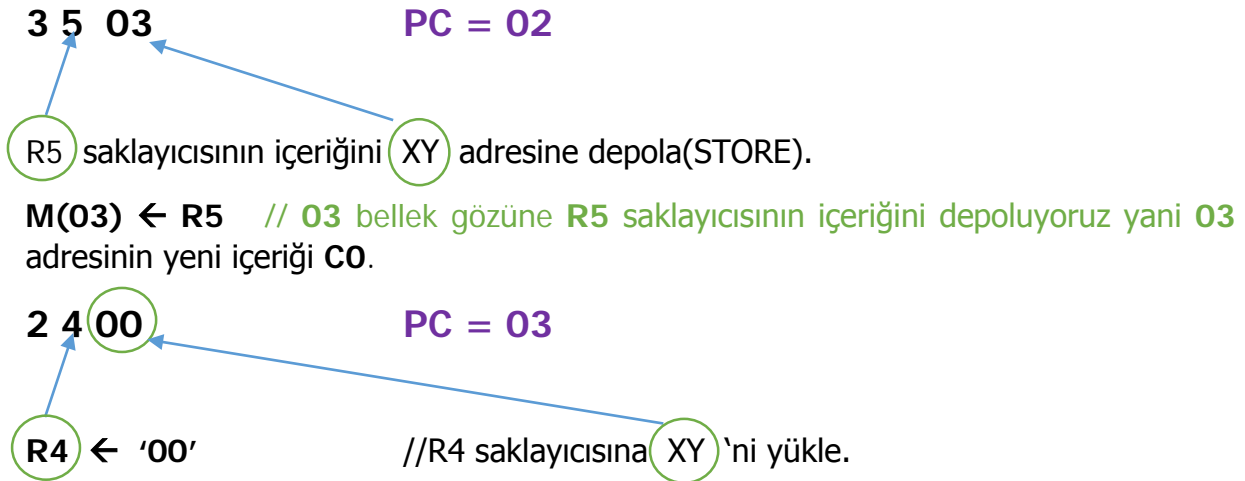 3 5 03 PC = 02
R5 saklayıcısının içeriğini XY adresine depola(STORE).
M(03) ← R5 // 03 bellek gözüne R5 saklayıcısının içeriğini depoluyoruz yani 03
adresinin yeni içeriği C0.
2 4 00 PC = 03
R4 ← ‘00’ //R4 saklayıcısına XY ‘ni yükle.